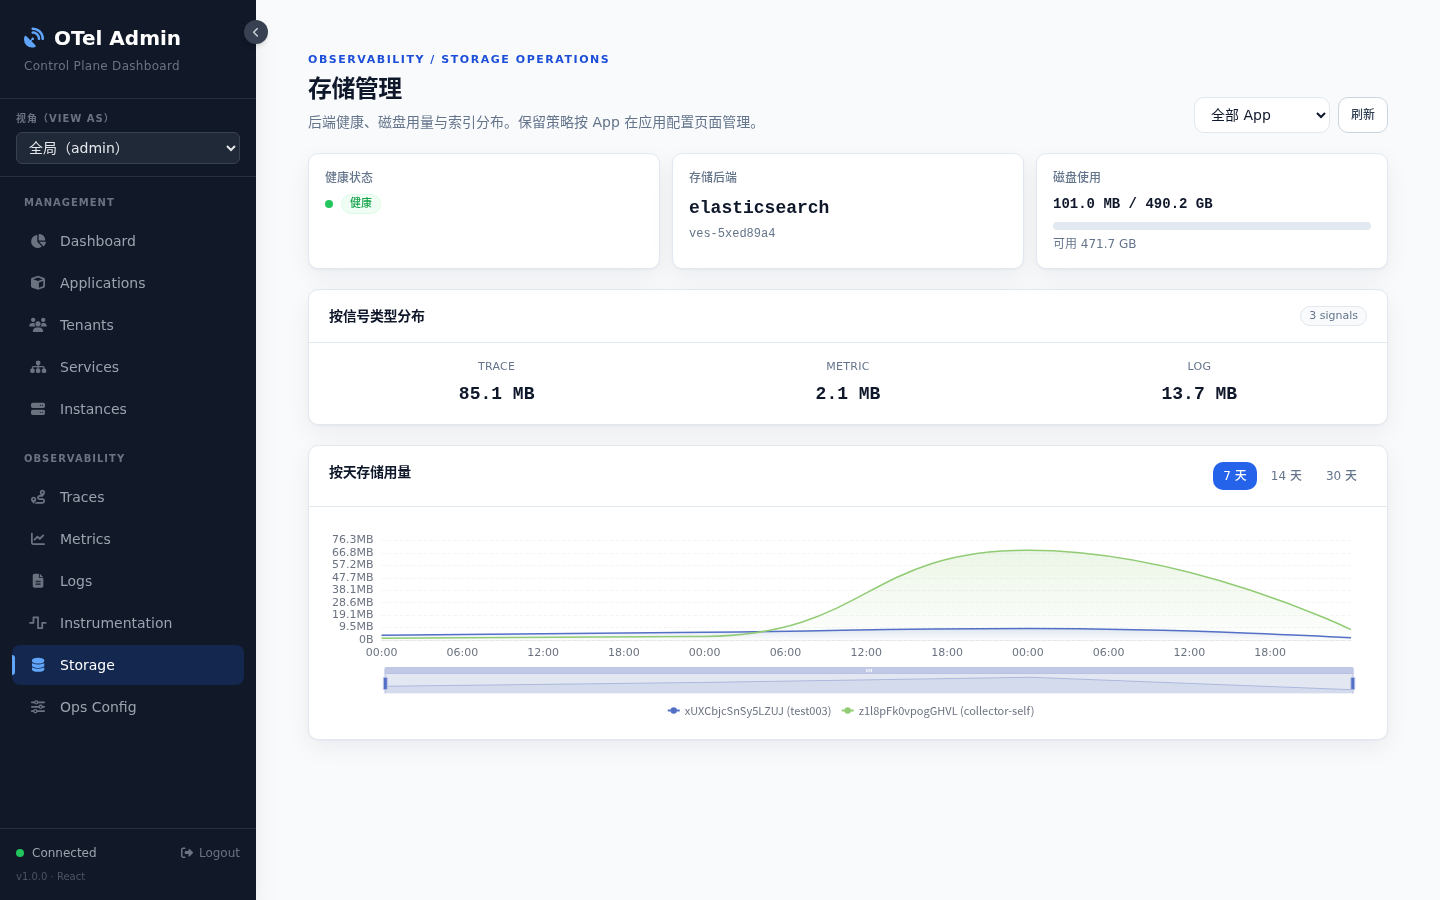 OTel Admin
Control Plane Dashboard
视角（VIEW AS）
全局（admin）
MANAGEMENT
Dashboard
Applications
Tenants
Services
Instances
OBSERVABILITY
Traces
Metrics
Logs
Instrumentation
Storage
Ops Config
Connected
Logout
v1.0.0 · React
OBSERVABILITY / STORAGE OPERATIONS
存储管理
后端健康、磁盘用量与索引分布。保留策略按 App 在应用配置页面管理。
全部 App
刷新
健康状态
健康
存储后端
elasticsearch
ves-5xed89a4
磁盘使用
101.0 MB / 490.2 GB
可用 471.7 GB
按信号类型分布
3 signals
TRACE
85.1 MB
METRIC
2.1 MB
LOG
13.7 MB
按天存储用量
7 天
14 天
30 天
76.3MB
66.8MB
57.2MB
47.7MB
38.1MB
28.6MB
19.1MB
9.5MB
0B
00:00 06:00 12:00 18:00 00:00 06:00 12:00 18:00 00:00 06:00 12:00 18:00
xUXCbjcSnSy5LZUJ (test003)
z1l8pFk0vpogGHVL (collector-self)